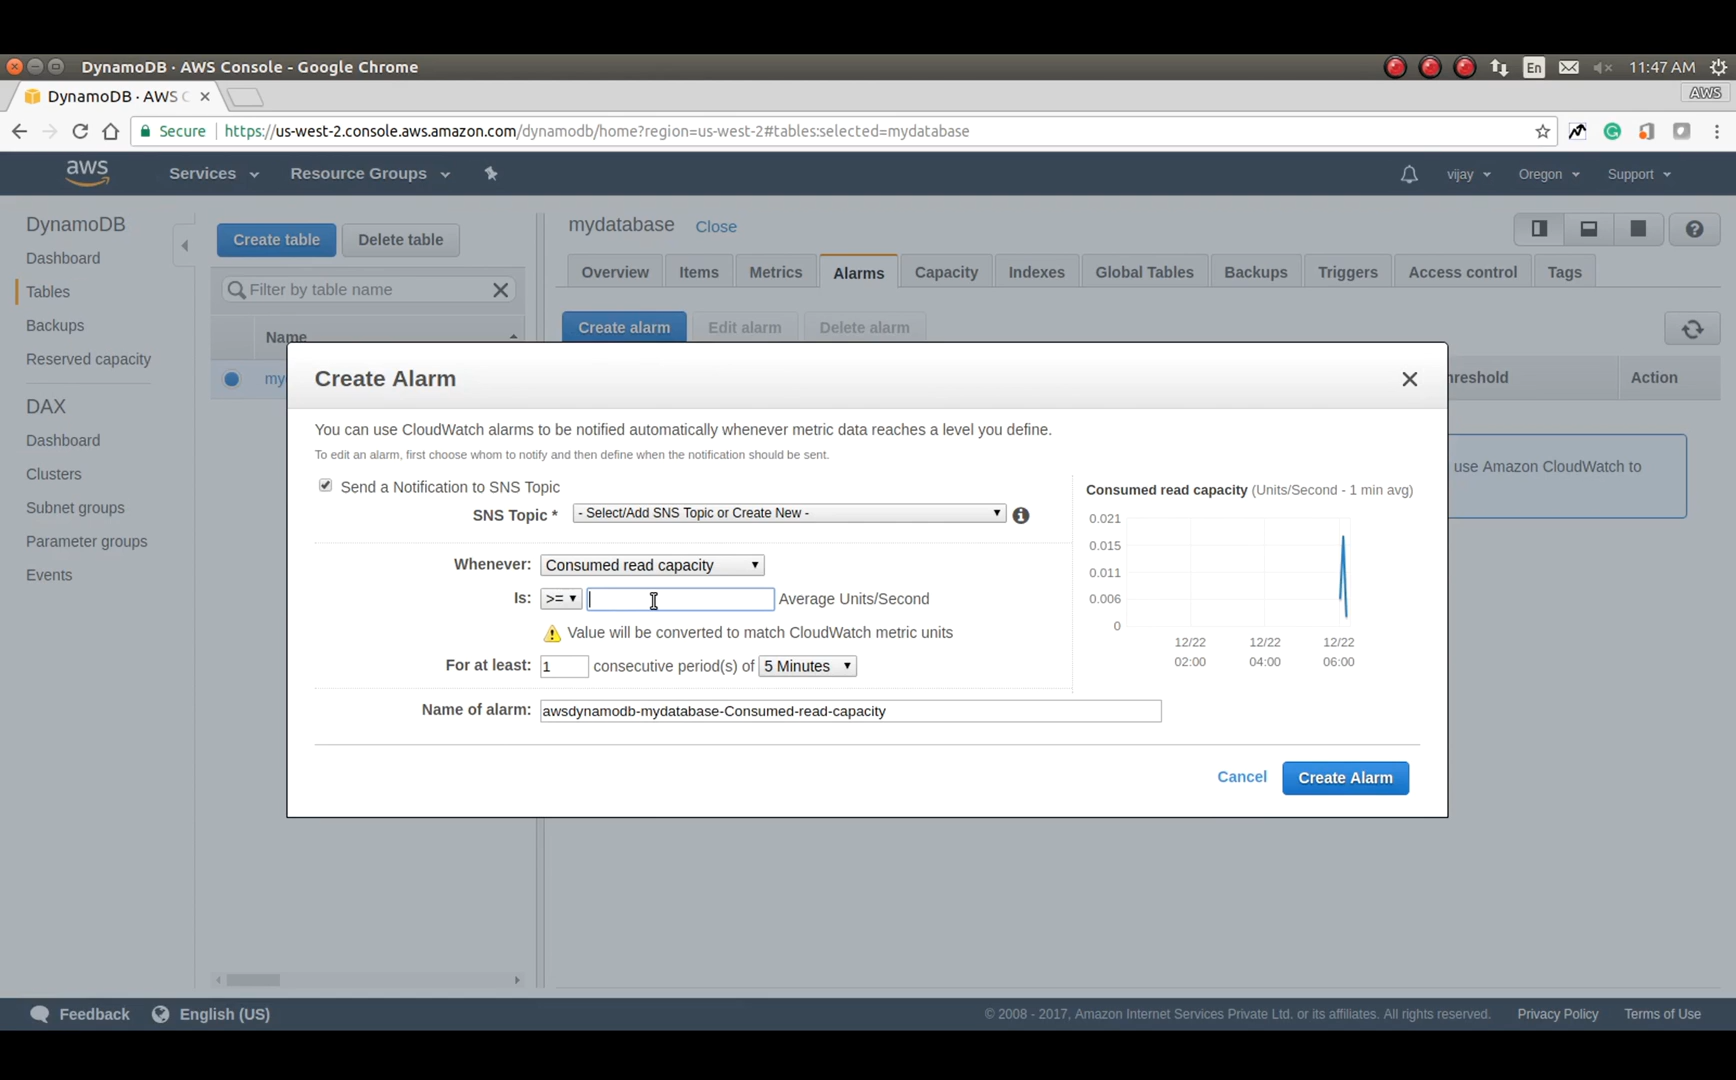 DynamoDB · AWS Console - Google Chrome
En
11:47 AM
DynamoDB · AWS C
AWS
Secure
https://us-west-2.console.aws.amazon.com/dynamodb/home?region=us-west-2#tables:selected=mydatabase
aws
Services
Resource Groups
vijay
Oregon
Support
DynamoDB
Dashboard
Tables
Backups
Reserved capacity
DAX
Dashboard
Clusters
Subnet groups
Parameter groups
Events
Create table
Delete table
Filter by table name
Name
my
mydatabase
Close
Overview
Items
Metrics
Alarms
Capacity
Indexes
Global Tables
Backups
Triggers
Access control
Tags
Create alarm
Edit alarm
Delete alarm
hreshold
Action
use Amazon CloudWatch to
Create Alarm
You can use CloudWatch alarms to be notified automatically whenever metric data reaches a level you define.
To edit an alarm, first choose whom to notify and then define when the notification should be sent.
Send a Notification to SNS Topic
SNS Topic *
- Select/Add SNS Topic or Create New -
Whenever:
Consumed read capacity
Is:
>=
Average Units/Second
Value will be converted to match CloudWatch metric units
For at least:
1
consecutive period(s) of
5 Minutes
Name of alarm:
awsdynamodb-mydatabase-Consumed-read-capacity
Consumed read capacity (Units/Second - 1 min avg)
0.021
0.015
0.011
0.006
0
12/22
02:00
12/22
04:00
12/22
06:00
Cancel
Create Alarm
Feedback
English (US)
© 2008 - 2017, Amazon Internet Services Private Ltd. or its affiliates. All rights reserved.
Privacy Policy
Terms of Use